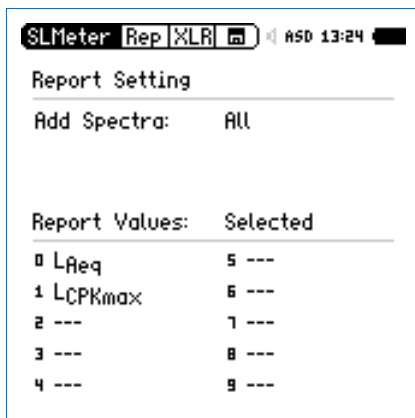 SLMeter Rep XLR ASD 13:24
Report Setting
Add Spectra: All
Report Values: Selected
0 LAeq 5 ---
1 LCPKmax 6 ---
2 --- 7 ---
3 --- 8 ---
4 --- 9 ---